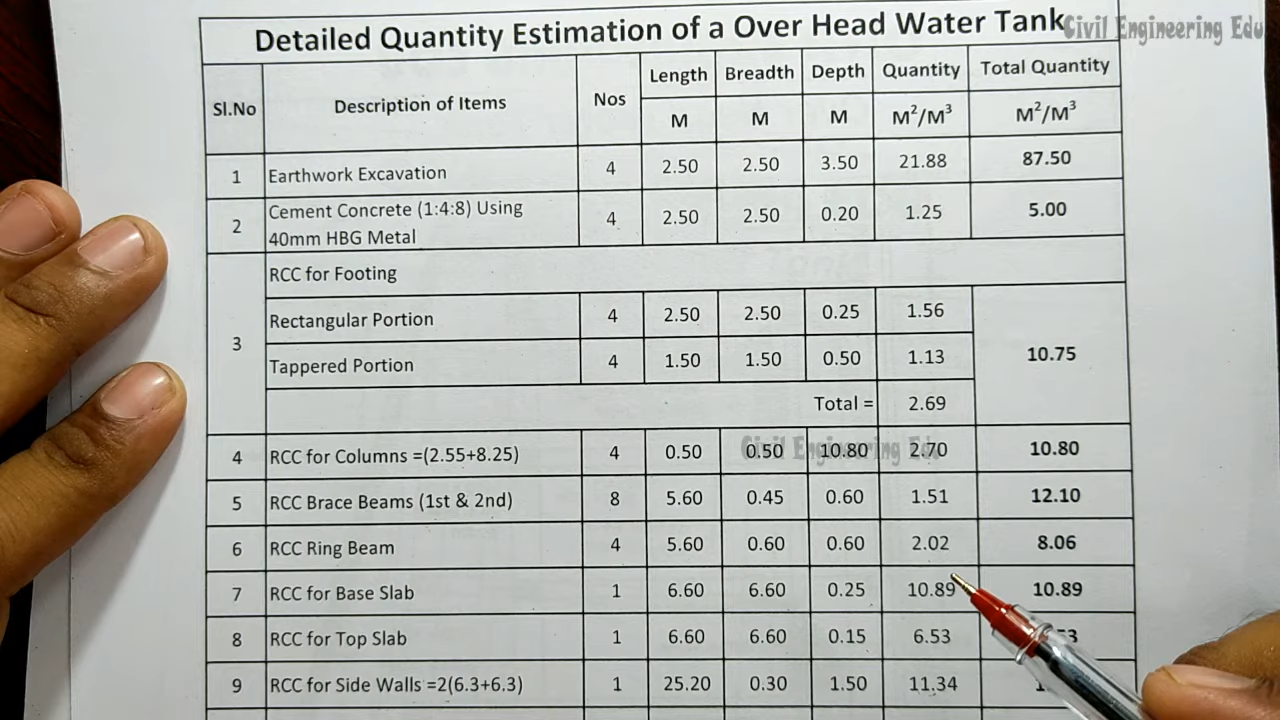 Detailed Quantity Estimation of a Over Head Water Tank
Civil Engineering Edu
Sl.No Description of Items Nos Length Breadth Depth Quantity Total Quantity
M M M M²/M³ M²/M³
1 Earthwork Excavation 4 2.50 2.50 3.50 21.88 87.50
2 Cement Concrete (1:4:8) Using 4 2.50 2.50 0.20 1.25 5.00
40mm HBG Metal
3 RCC for Footing
Rectangular Portion 4 2.50 2.50 0.25 1.56
Tappered Portion 4 1.50 1.50 0.50 1.13 10.75
Total = 2.69
Civil Engineering Edu
4 RCC for Columns =(2.55+8.25) 4 0.50 0.50 10.80 2.70 10.80
5 RCC Brace Beams (1st & 2nd) 8 5.60 0.45 0.60 1.51 12.10
6 RCC Ring Beam 4 5.60 0.60 0.60 2.02 8.06
7 RCC for Base Slab 1 6.60 6.60 0.25 10.89 10.89
8 RCC for Top Slab 1 6.60 6.60 0.15 6.53
9 RCC for Side Walls =2(6.3+6.3) 1 25.20 0.30 1.50 11.34